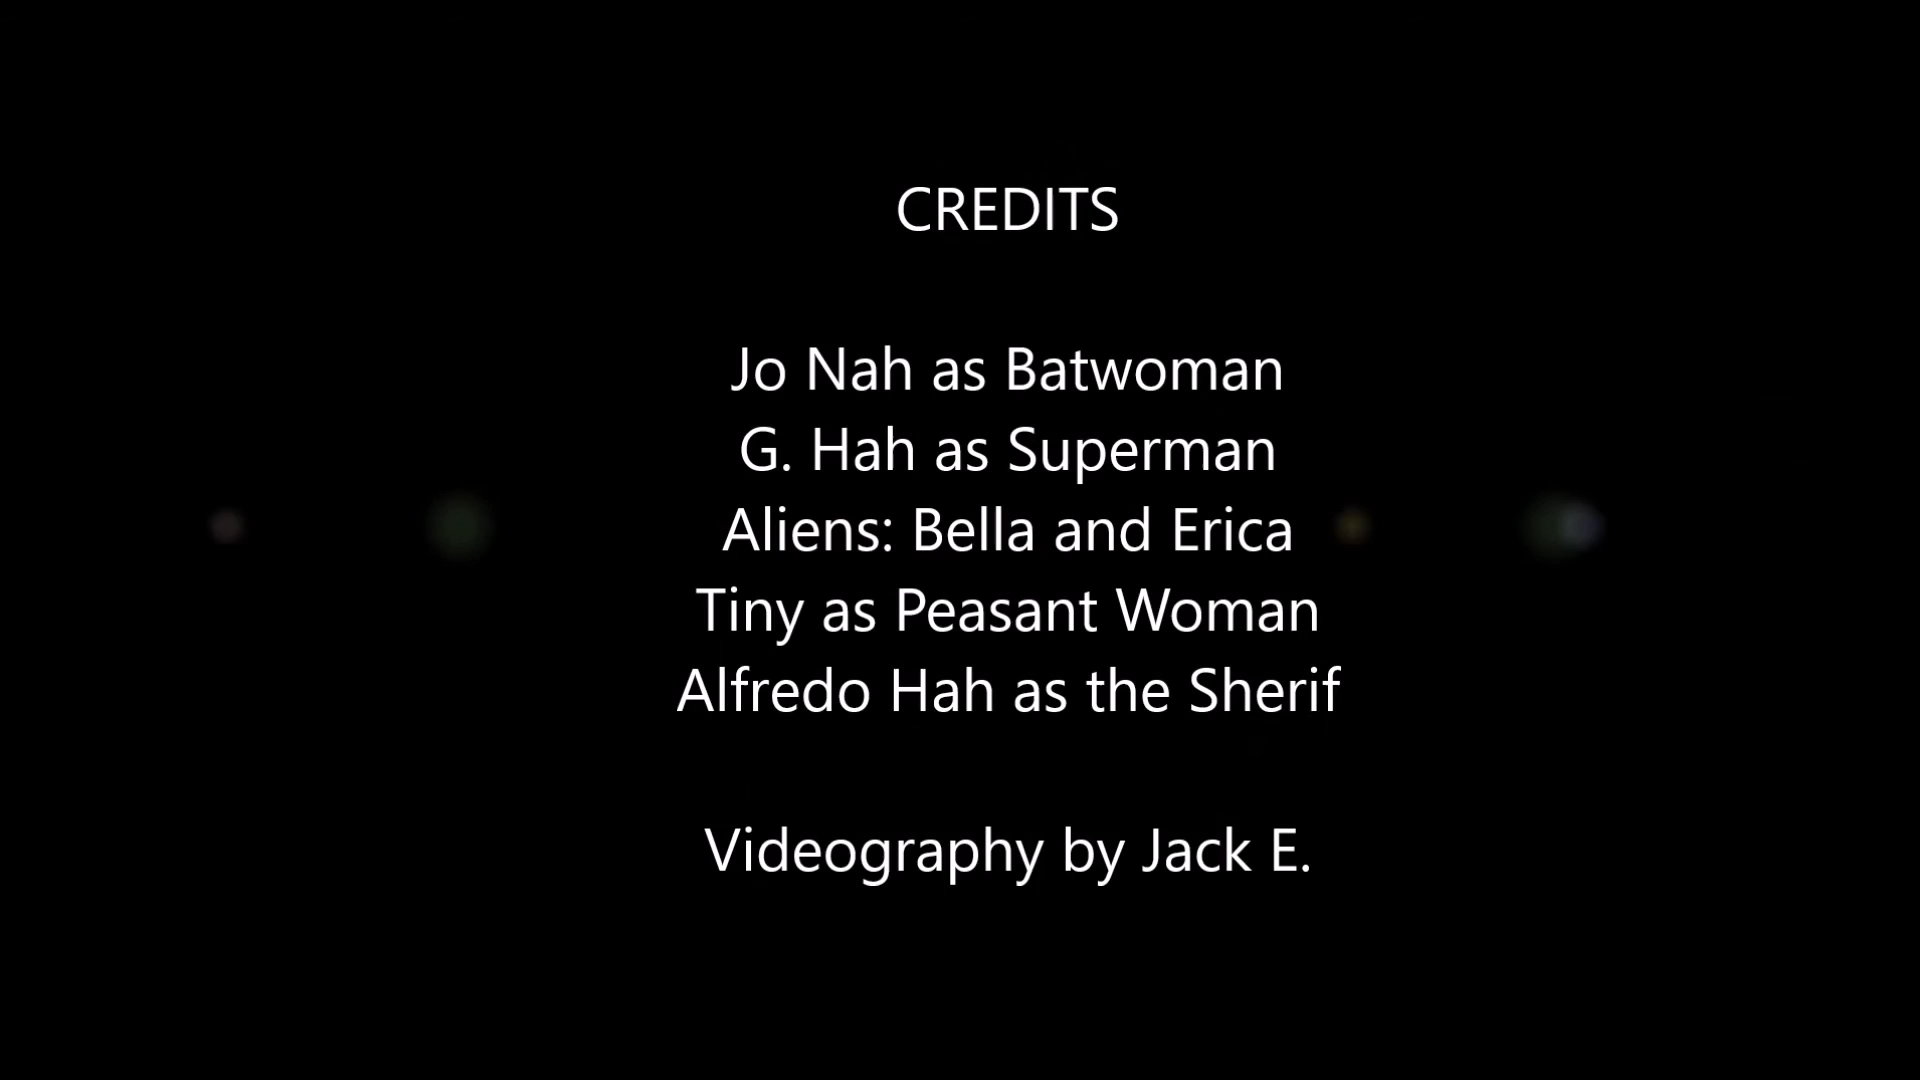 CREDITS
Jo Nah as Batwoman
G. Hah as Superman
Aliens: Bella and Erica
Tiny as Peasant Woman
Alfredo Hah as the Sherif
Videography by Jack E.